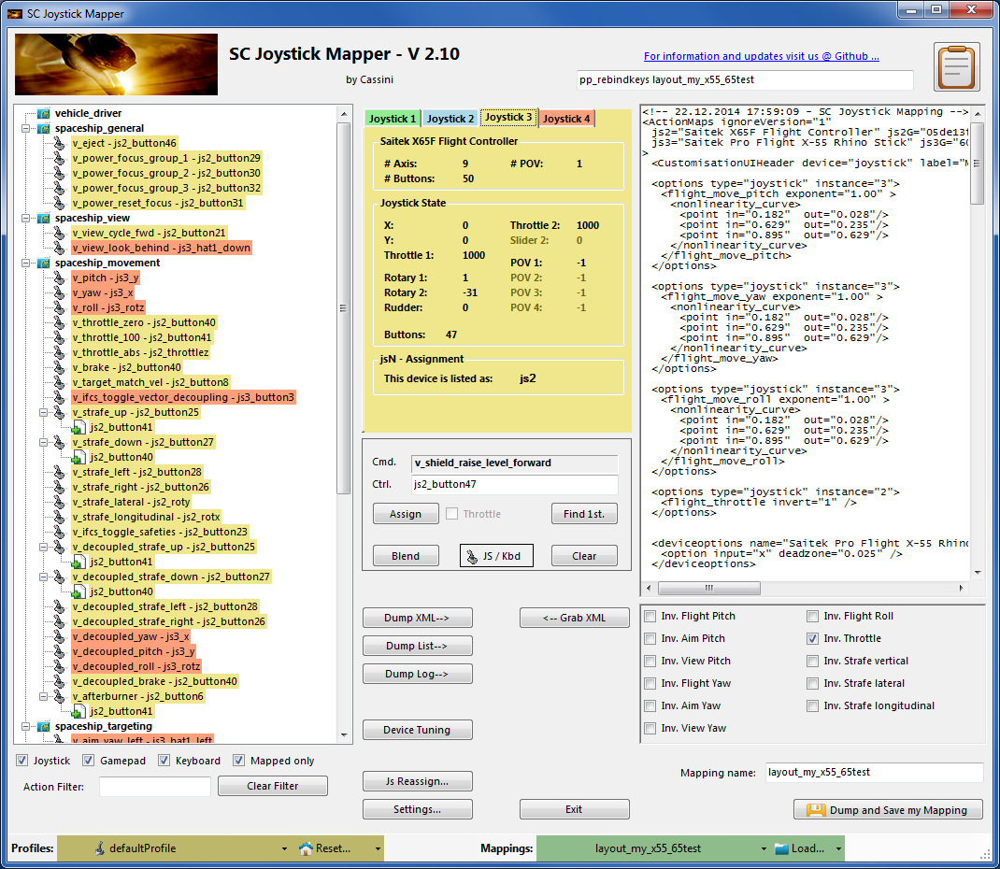 SC Joystick Mapper
SC Joystick Mapper - V 2.10
by Cassini
For information and updates visit us @ Github ...
pp_rebindkeys layout_my_x55_65test
vehicle_driver
spaceship_general
v_eject - js2_button46
v_power_focus_group_1 - js2_button29
v_power_focus_group_2 - js2_button30
v_power_focus_group_3 - js2_button32
v_power_reset_focus - js2_button31
spaceship_view
v_view_cycle_fwd - js2_button21
v_view_look_behind - js3_hat1_down
spaceship_movement
v_pitch - js3_y
v_yaw - js3_x
v_roll - js3_rotz
v_throttle_zero - js2_button40
v_throttle_100 - js2_button41
v_throttle_abs - js2_throttlez
v_brake - js2_button40
v_target_match_vel - js2_button8
v_ifcs_toggle_vector_decoupling - js3_button3
v_strafe_up - js2_button25
js2_button41
v_strafe_down - js2_button27
js2_button40
v_strafe_left - js2_button28
v_strafe_right - js2_button26
v_strafe_lateral - js2_roty
v_strafe_longitudinal - js2_rotx
v_ifcs_toggle_safeties - js2_button23
v_decoupled_strafe_up - js2_button25
js2_button41
v_decoupled_strafe_down - js2_button27
js2_button40
v_decoupled_strafe_left - js2_button28
v_decoupled_strafe_right - js2_button26
v_decoupled_yaw - js3_x
v_decoupled_pitch - js3_y
v_decoupled_roll - js3_rotz
v_decoupled_brake - js2_button40
v_afterburner - js2_button6
js2_button41
spaceship_targeting
v_aim_yaw_left - js3_hat1_left
Joystick Gamepad Keyboard Mapped only
Action Filter: Clear Filter
Joystick 1 Joystick 2 Joystick 3 Joystick 4
Saitek X65F Flight Controller
# Axis: 9 # POV: 1
# Buttons: 50
Joystick State
X: 0 Throttle 2: 1000
Y: 0 Slider 2: 0
Throttle 1: 1000 POV 1: -1
Rotary 1: 1 POV 2: -1
Rotary 2: -31 POV 3: -1
Rudder: 0 POV 4: -1
Buttons: 47
jsN - Assignment
This device is listed as: js2
Cmd. v_shield_raise_level_forward
Ctrl. js2_button47
Assign Throttle Find 1st.
Blend JS / Kbd Clear
Dump XML--> <-- Grab XML
Dump List-->
Dump Log-->
Device Tuning
Js Reassign...
Settings... Exit
<!-- 22.12.2014 17:59:09 - SC Joystick Mapping -->
<ActionMaps ignoreVersion="1"
js2="Saitek X65F Flight Controller" js2G="05de13f
js3="Saitek Pro Flight X-55 Rhino Stick" js3G="60
>
<CustomisationUIHeader device="joystick" label="M
<options type="joystick" instance="3">
<flight_move_pitch exponent="1.00" >
<nonlinearity_curve>
<point in="0.182" out="0.028"/>
<point in="0.629" out="0.235"/>
<point in="0.895" out="0.629"/>
</nonlinearity_curve>
</flight_move_pitch>
</options>
<options type="joystick" instance="3">
<flight_move_yaw exponent="1.00" >
<nonlinearity_curve>
<point in="0.182" out="0.028"/>
<point in="0.629" out="0.235"/>
<point in="0.895" out="0.629"/>
</nonlinearity_curve>
</flight_move_yaw>
</options>
<options type="joystick" instance="3">
<flight_move_roll exponent="1.00" >
<nonlinearity_curve>
<point in="0.182" out="0.028"/>
<point in="0.629" out="0.235"/>
<point in="0.895" out="0.629"/>
</nonlinearity_curve>
</flight_move_roll>
</options>
<options type="joystick" instance="2">
<flight_throttle invert="1" />
</options>
<deviceoptions name="Saitek Pro Flight X-55 Rhino
<option input="x" deadzone="0.025" />
</deviceoptions>
Inv. Flight Pitch Inv. Flight Roll
Inv. Aim Pitch Inv. Throttle
Inv. View Pitch Inv. Strafe vertical
Inv. Flight Yaw Inv. Strafe lateral
Inv. Aim Yaw Inv. Strafe longitudinal
Inv. View Yaw
Mapping name: layout_my_x55_65test
Dump and Save my Mapping
Profiles: defaultProfile Reset... Mappings: layout_my_x55_65test Load...